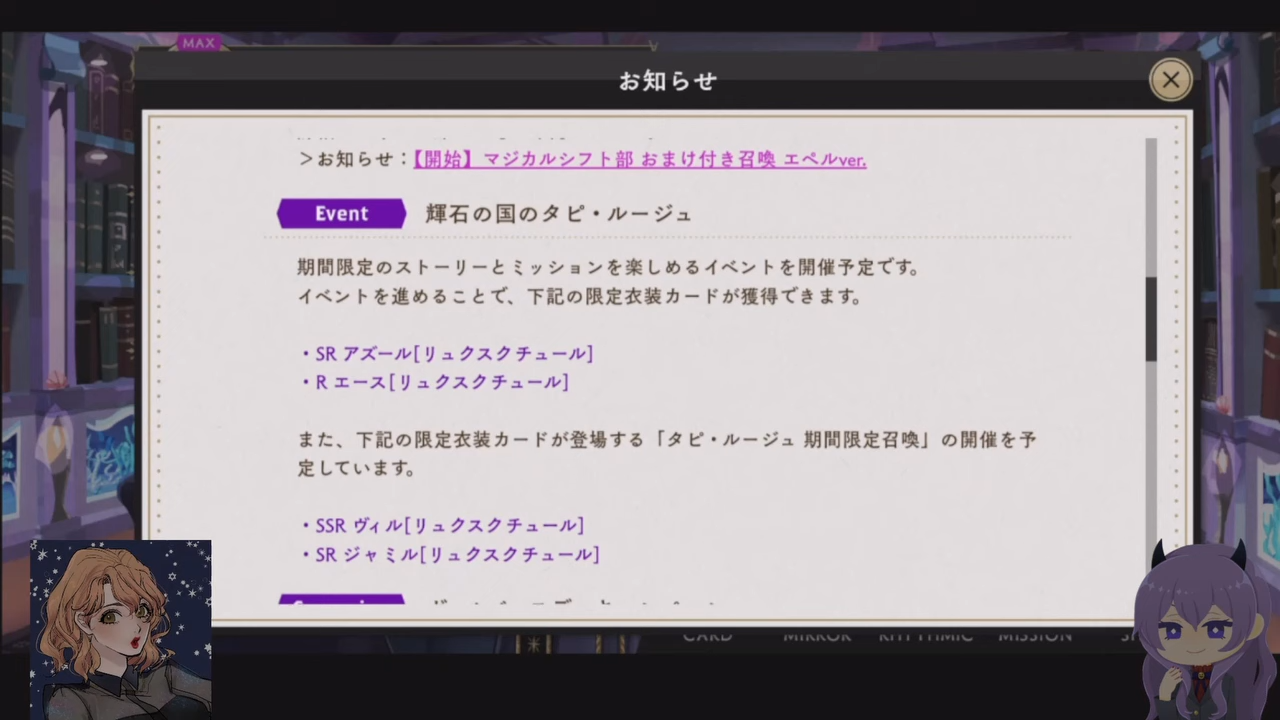 MAX
お知らせ
＞お知らせ：【開始】マジカルシフト部 おまけ付き召喚 エペルver.
Event 輝石の国のタピ・ルージュ
期間限定のストーリーとミッションを楽しめるイベントを開催予定です。
イベントを進めることで、下記の限定衣装カードが獲得できます。
・SR アズール[リュクスクチュール]
・R エース[リュクスクチュール]
また、下記の限定衣装カードが登場する「タピ・ルージュ 期間限定召喚」の開催を予
定しています。
・SSR ヴィル[リュクスクチュール]
・SR ジャミル[リュクスクチュール]
CARD MIRROR RHYTHMIC MISSION